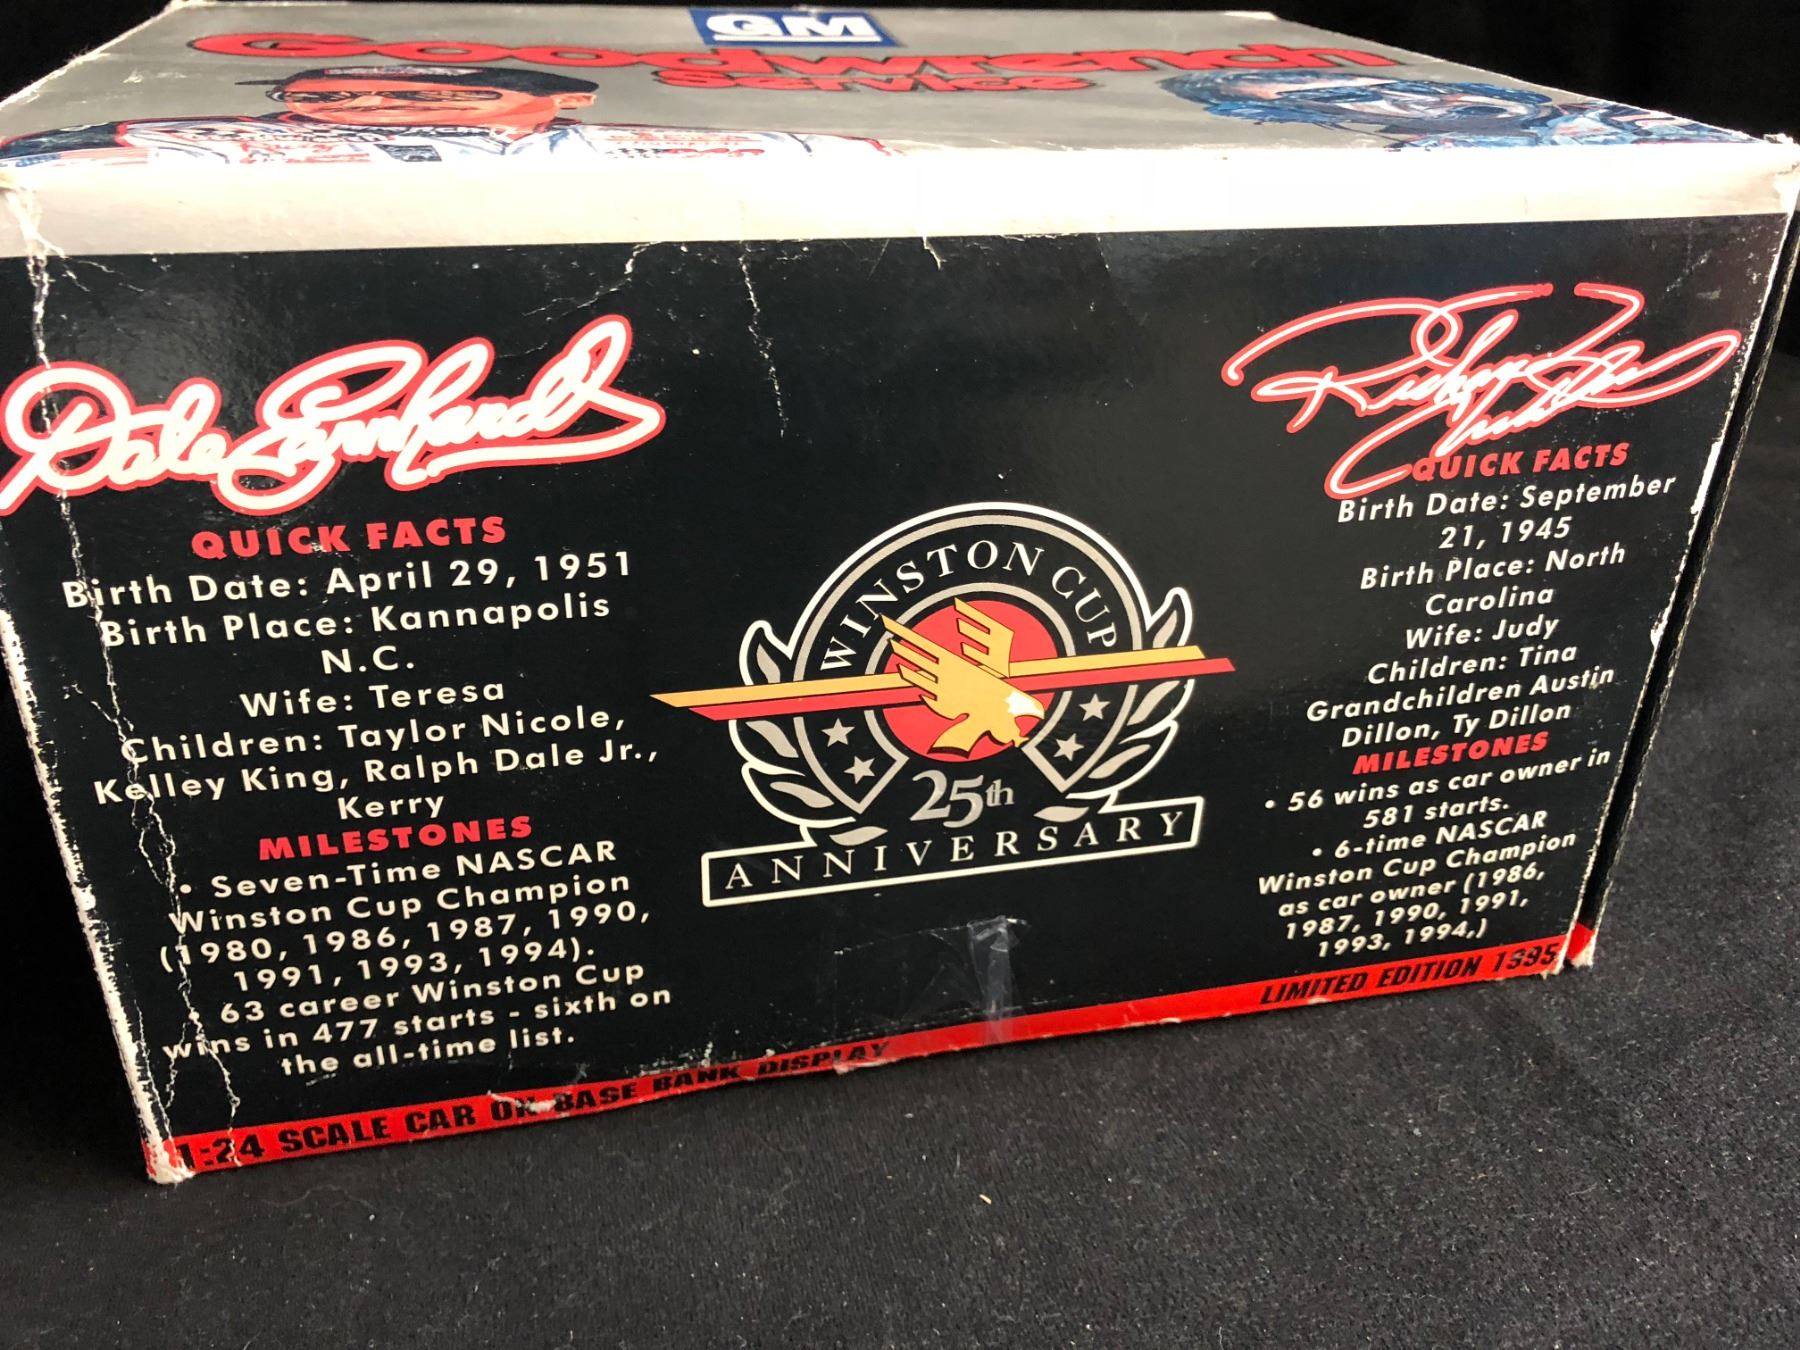 GM
Goodwrench
Service
Dale Earnhardt
QUICK FACTS
Birth Date: April 29, 1951
Birth Place: Kannapolis
N.C.
Wife: Teresa
Children: Taylor Nicole,
Kelley King, Ralph Dale Jr.,
Kerry
MILESTONES
• Seven-Time NASCAR
Winston Cup Champion
(1980, 1986, 1987, 1990,
1991, 1993, 1994).
• 63 career Winston Cup
wins in 477 starts - sixth on
the all-time list.
WINSTON CUP
25th
ANNIVERSARY
Richard Childress
QUICK FACTS
Birth Date: September
21, 1945
Birth Place: North
Carolina
Wife: Judy
Children: Tina
Grandchildren Austin
Dillon, Ty Dillon
MILESTONES
• 56 wins as car owner in
581 starts.
• 6-time NASCAR
Winston Cup Champion
as car owner (1986,
1987, 1990, 1991,
1993, 1994,)
1:24 SCALE CAR ON BASE BANK DISPLAY
LIMITED EDITION 1995